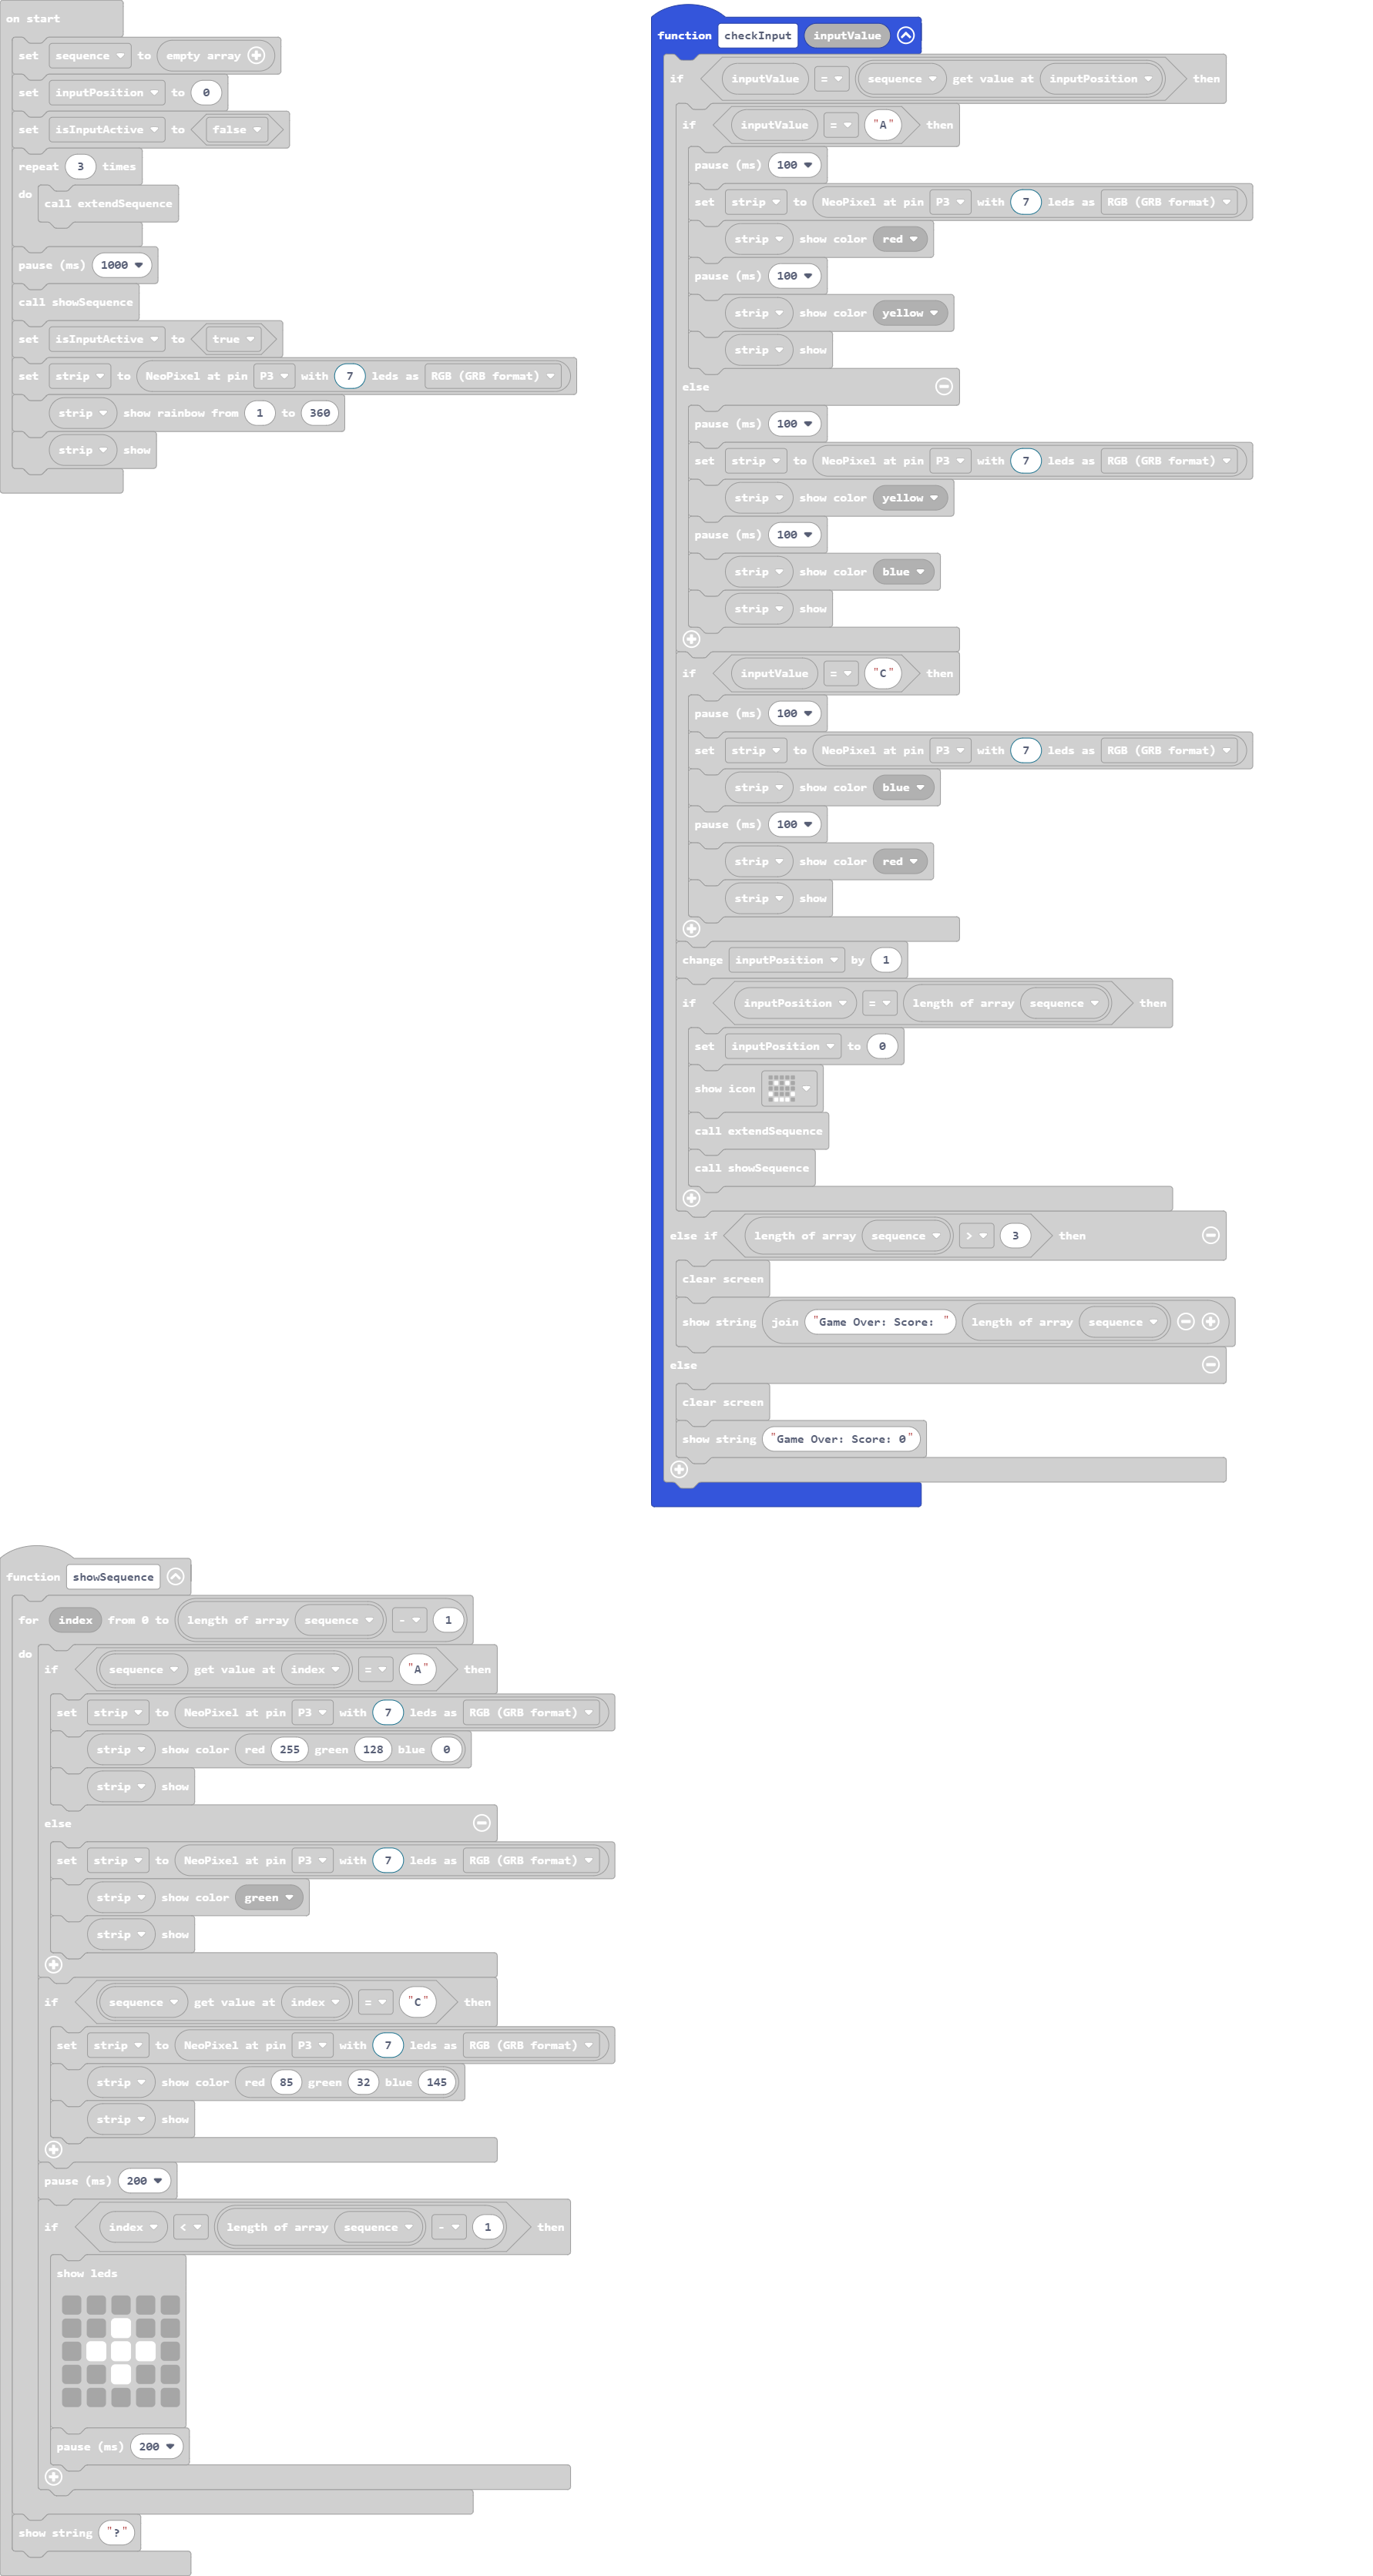 on start
set sequence to empty array
set inputPosition to 0
set isInputActive to false
repeat 3 times
do call extendSequence
pause (ms) 1000
call showSequence
set isInputActive to true
set strip to NeoPixel at pin P3 with 7 leds as RGB (GRB format)
strip show rainbow from 1 to 360
strip show
function checkInput inputValue
if inputValue = sequence get value at inputPosition then
if inputValue = "A" then
pause (ms) 100
set strip to NeoPixel at pin P3 with 7 leds as RGB (GRB format)
strip show color red
pause (ms) 100
strip show color yellow
strip show
else
pause (ms) 100
set strip to NeoPixel at pin P3 with 7 leds as RGB (GRB format)
strip show color yellow
pause (ms) 100
strip show color blue
strip show
if inputValue = "C" then
pause (ms) 100
set strip to NeoPixel at pin P3 with 7 leds as RGB (GRB format)
strip show color blue
pause (ms) 100
strip show color red
strip show
change inputPosition by 1
if inputPosition = length of array sequence then
set inputPosition to 0
show icon
call extendSequence
call showSequence
else if length of array sequence > 3 then
clear screen
show string join "Game Over: Score: " length of array sequence
else
clear screen
show string "Game Over: Score: 0"
function showSequence
for index from 0 to length of array sequence - 1
do if sequence get value at index = "A" then
set strip to NeoPixel at pin P3 with 7 leds as RGB (GRB format)
strip show color red 255 green 128 blue 0
strip show
else
set strip to NeoPixel at pin P3 with 7 leds as RGB (GRB format)
strip show color green
strip show
if sequence get value at index = "C" then
set strip to NeoPixel at pin P3 with 7 leds as RGB (GRB format)
strip show color red 85 green 32 blue 145
strip show
pause (ms) 200
if index < length of array sequence - 1 then
show leds
pause (ms) 200
show string "?"